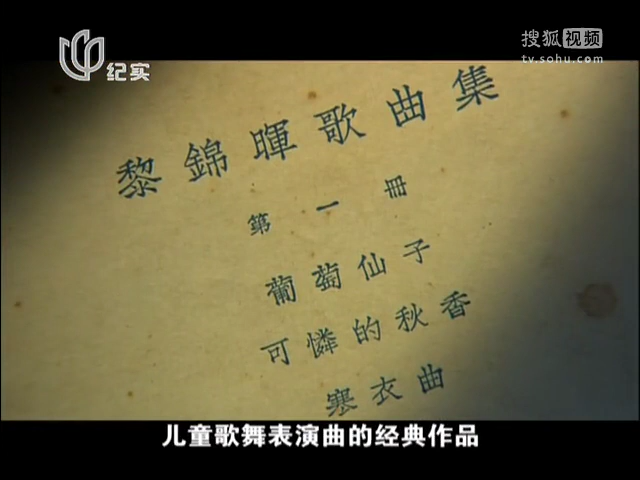 纪实
搜狐视频
tv.sohu.com
黎錦暉歌曲集
第一冊
葡萄仙子
可憐的秋香
寒衣曲
儿童歌舞表演曲的经典作品